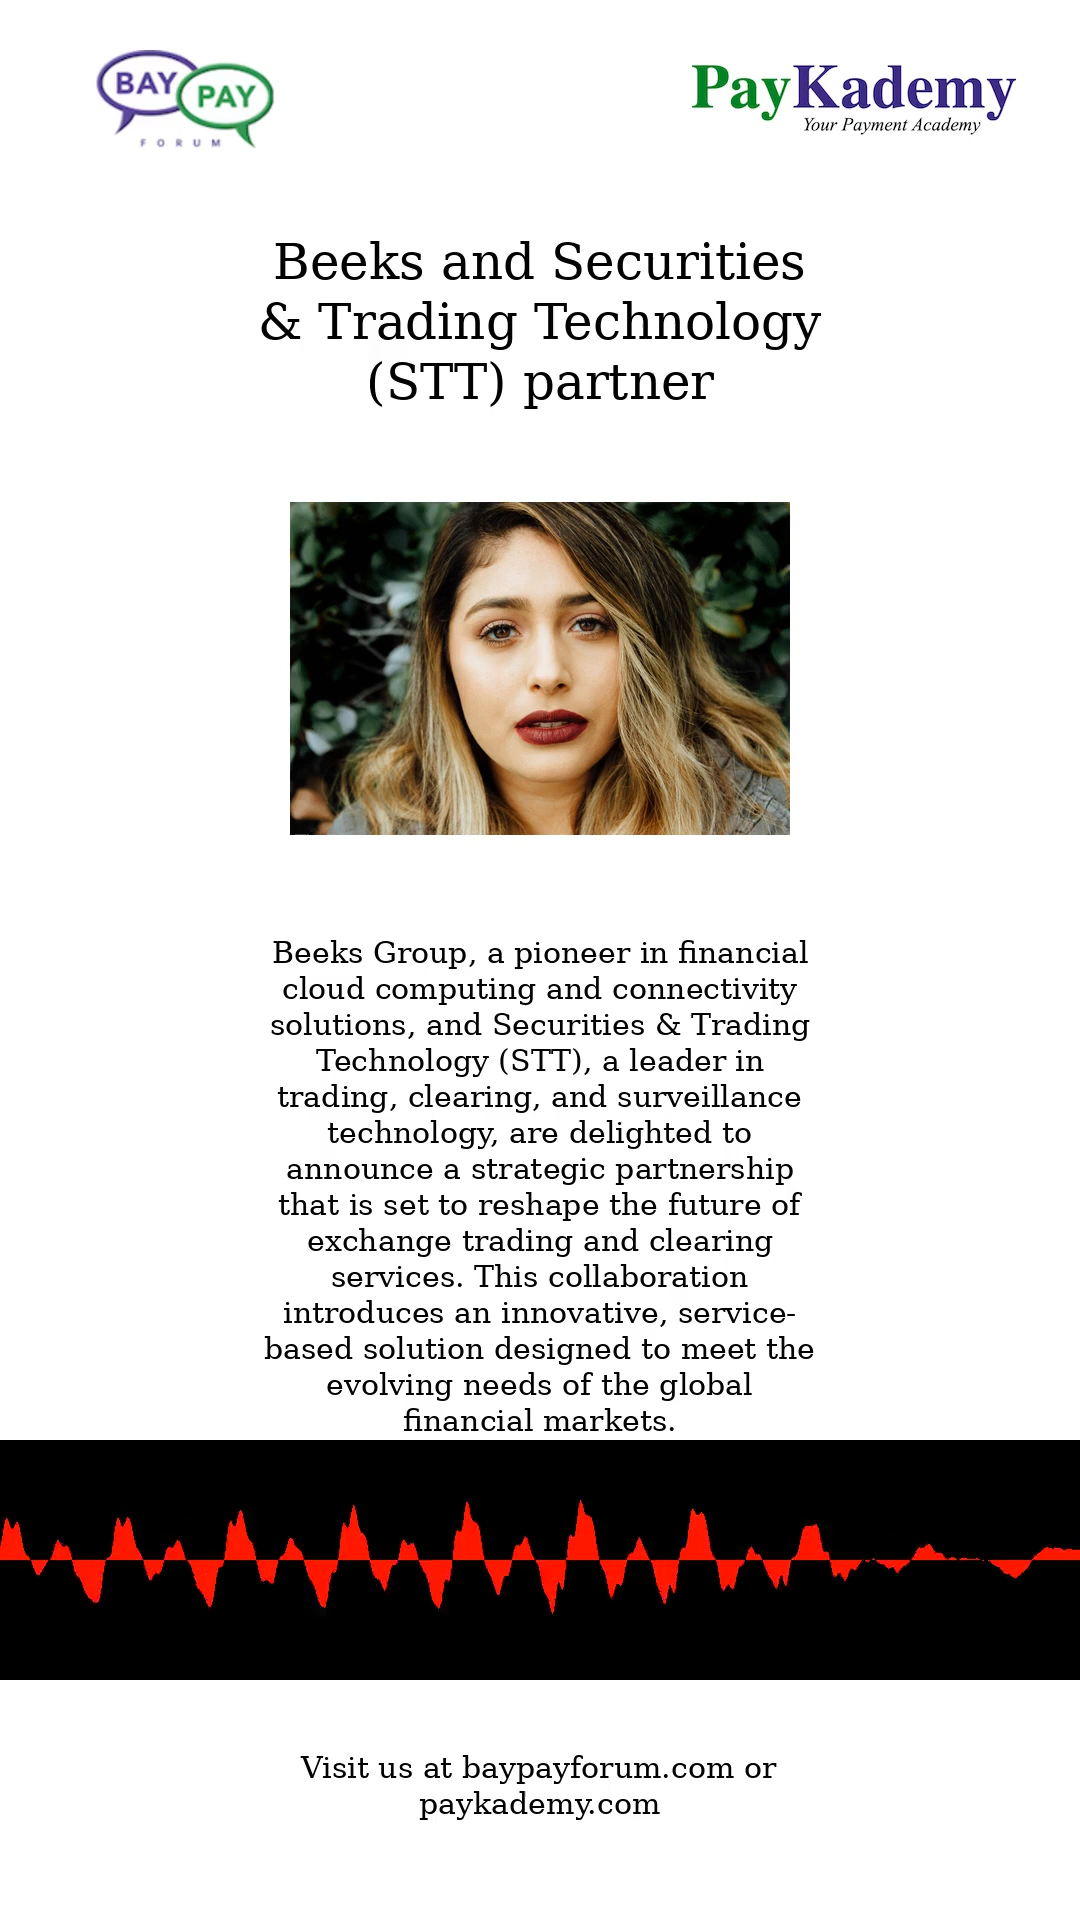 BAY PAY
FORUM
PayKademy
Your Payment Academy
Beeks and Securities
& Trading Technology
(STT) partner
Beeks Group, a pioneer in financial
cloud computing and connectivity
solutions, and Securities & Trading
Technology (STT), a leader in
trading, clearing, and surveillance
technology, are delighted to
announce a strategic partnership
that is set to reshape the future of
exchange trading and clearing
services. This collaboration
introduces an innovative, service-
based solution designed to meet the
evolving needs of the global
financial markets.
Visit us at baypayforum.com or
paykademy.com